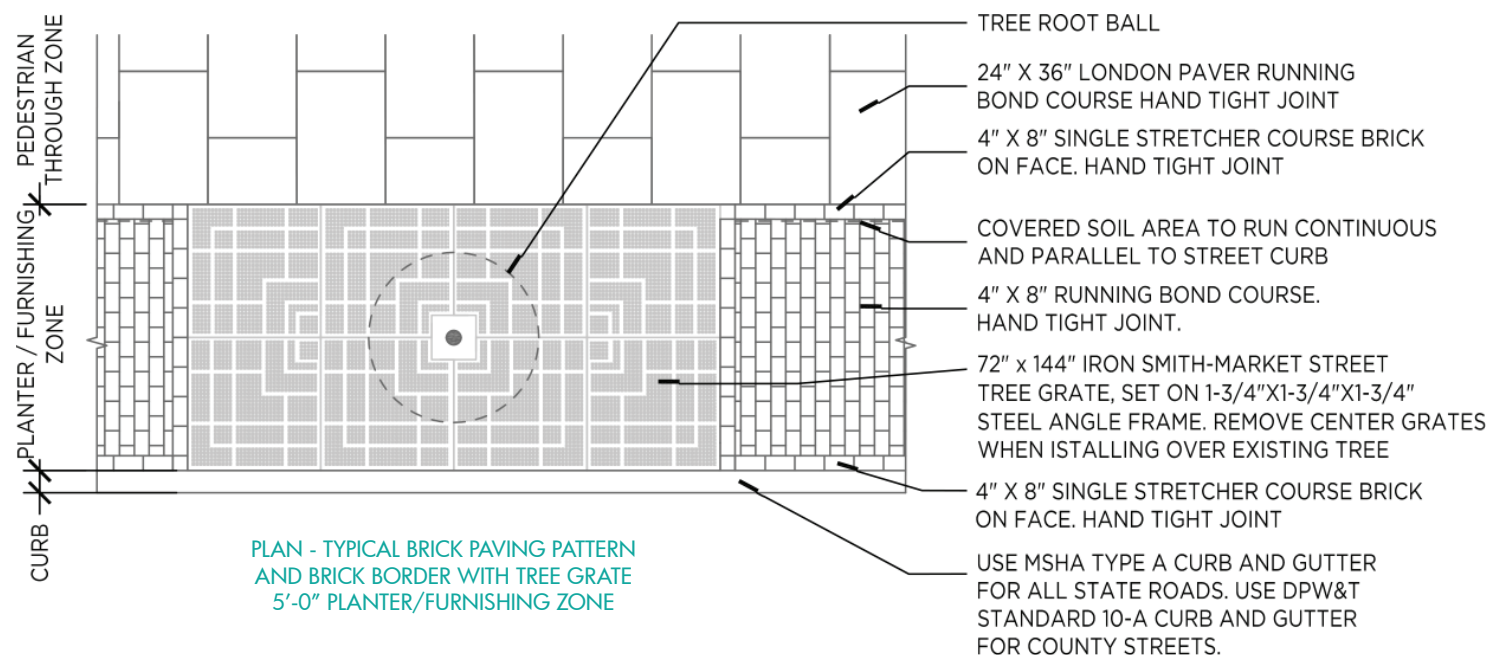 PEDESTRIAN
THROUGH ZONE
PLANTER / FURNISHING
ZONE
CURB
TREE ROOT BALL
24" X 36" LONDON PAVER RUNNING
BOND COURSE HAND TIGHT JOINT
4" X 8" SINGLE STRETCHER COURSE BRICK
ON FACE. HAND TIGHT JOINT
COVERED SOIL AREA TO RUN CONTINUOUS
AND PARALLEL TO STREET CURB
4" X 8" RUNNING BOND COURSE.
HAND TIGHT JOINT.
72" x 144" IRON SMITH-MARKET STREET
TREE GRATE, SET ON 1-3/4"X1-3/4"X1-3/4"
STEEL ANGLE FRAME. REMOVE CENTER GRATES
WHEN ISTALLING OVER EXISTING TREE
4" X 8" SINGLE STRETCHER COURSE BRICK
ON FACE. HAND TIGHT JOINT
USE MSHA TYPE A CURB AND GUTTER
FOR ALL STATE ROADS. USE DPW&T
STANDARD 10-A CURB AND GUTTER
FOR COUNTY STREETS.
PLAN - TYPICAL BRICK PAVING PATTERN
AND BRICK BORDER WITH TREE GRATE
5'-0" PLANTER/FURNISHING ZONE